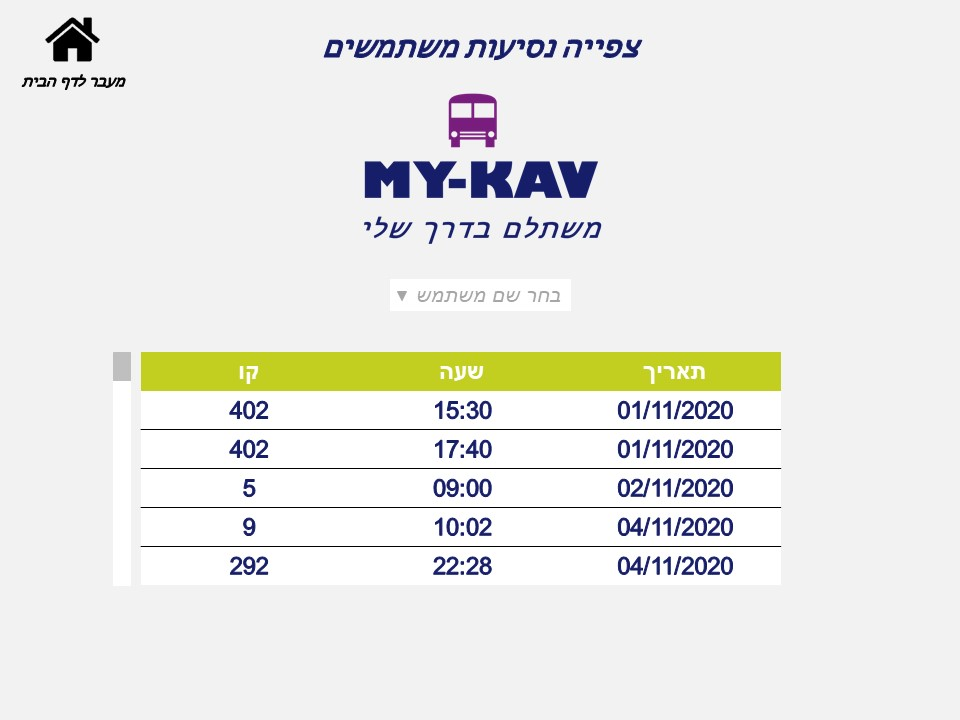 צפייה נסיעות משתמשים
מעבר לדף הבית
MY-KAV
משתלם בדרך שלי
בחר שם משתמש ▼
תאריך שעה קו
01/11/2020 15:30 402
01/11/2020 17:40 402
02/11/2020 09:00 5
04/11/2020 10:02 9
04/11/2020 22:28 292